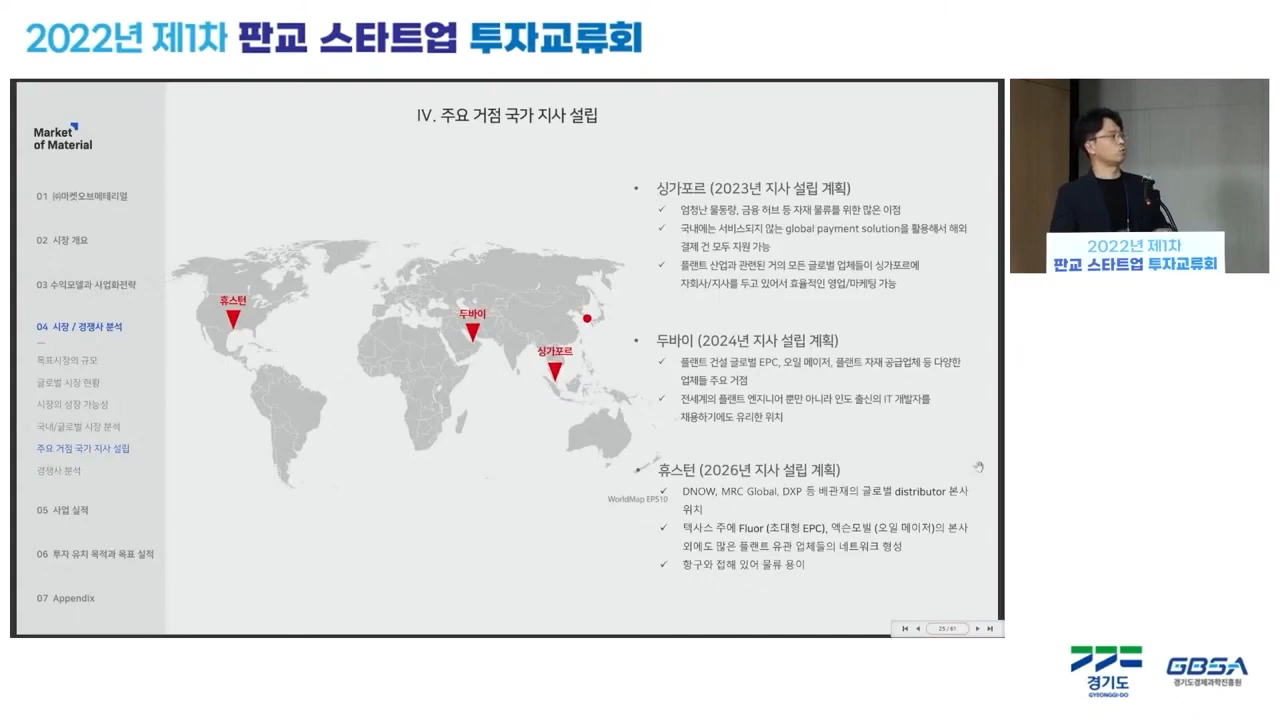 2022년 제1차 판교 스타트업 투자교류회
Market
of Material
01 ㈜마켓오브메테리얼
02 시장 개요
03 수익모델과 사업화전략
04 시장 / 경쟁사 분석
목표시장의 규모
글로벌 시장 현황
시장의 성장 가능성
국내/글로벌 시장 분석
주요 거점 국가 지사 설립
경쟁사 분석
05 사업 실적
06 투자 유치 목적과 목표 실적
07 Appendix
IV. 주요 거점 국가 지사 설립
휴스턴
두바이
싱가포르
WorldMap EPS10
• 싱가포르 (2023년 지사 설립 계획)
✓ 엄청난 물동량, 금융 허브 등 자재 물류를 위한 많은 이점
✓ 국내에는 서비스되지 않는 global payment solution을 활용해서 해외
결제 건 모두 지원 가능
✓ 플랜트 산업과 관련된 거의 모든 글로벌 업체들이 싱가포르에
자회사/지사를 두고 있어서 효율적인 영업/마케팅 가능
• 두바이 (2024년 지사 설립 계획)
✓ 플랜트 건설 글로벌 EPC, 오일 메이저, 플랜트 자재 공급업체 등 다양한
업체들 주요 거점
✓ 전세계의 플랜트 엔지니어 뿐만 아니라 인도 출신의 IT 개발자를
채용하기에도 유리한 위치
• 휴스턴 (2026년 지사 설립 계획)
✓ DNOW, MRC Global, DXP 등 배관재의 글로벌 distributor 본사
위치
✓ 텍사스 주에 Fluor (초대형 EPC), 엑슨모빌 (오일 메이저)의 본사
외에도 많은 플랜트 유관 업체들의 네트워크 형성
✓ 항구와 접해 있어 물류 용이
25 / 61
2022년 제1차
판교 스타트업 투자교류회
경기도
GYEONGGI-DO
GBSA
경기도경제과학진흥원